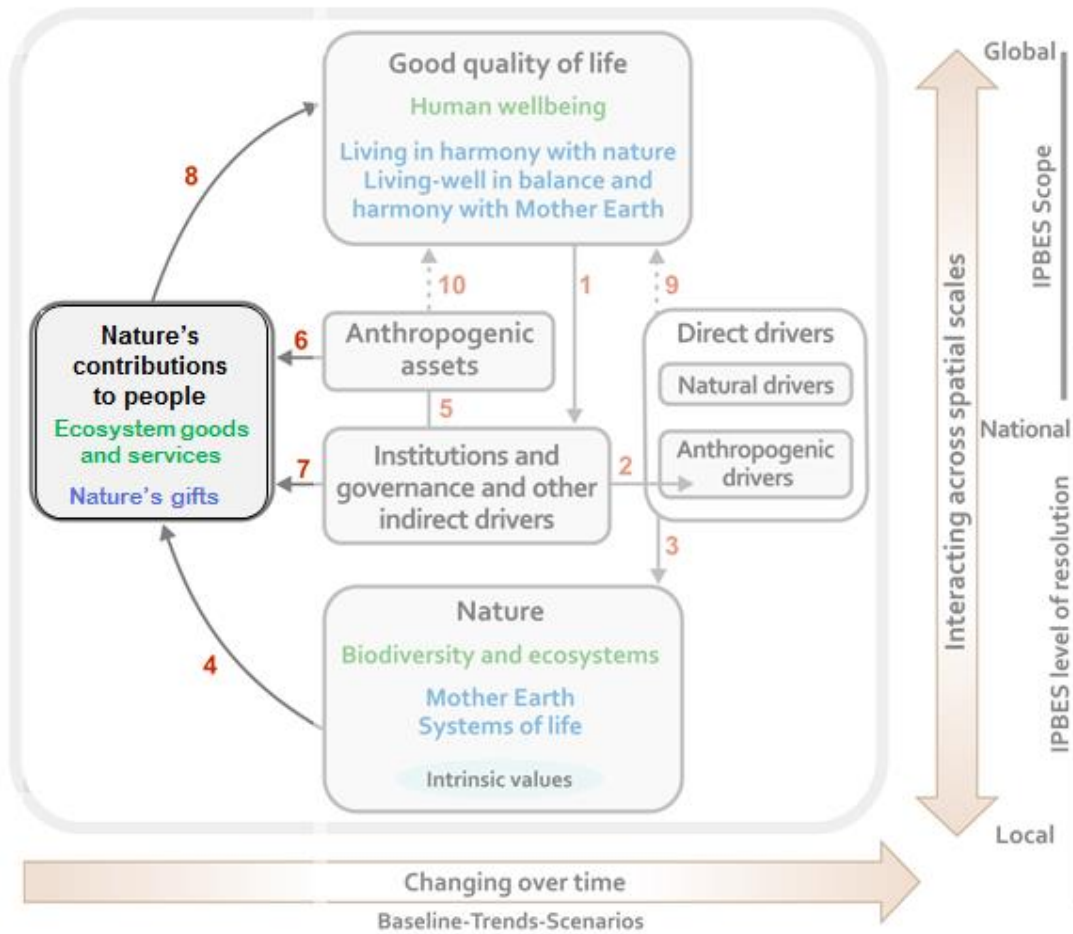 Good quality of life
Human wellbeing
Living in harmony with nature
Living-well in balance and
harmony with Mother Earth
8
10
1
9
Nature's
contributions
to people
Ecosystem goods
and services
Nature's gifts
6
Anthropogenic
assets
5
7
Institutions and
governance and other
indirect drivers
2
Direct drivers
Natural drivers
Anthropogenic
drivers
3
4
Nature
Biodiversity and ecosystems
Mother Earth
Systems of life
Intrinsic values
Changing over time
Baseline-Trends-Scenarios
Interacting across spatial scales
Global
IPBES Scope
National
IPBES level of resolution
Local